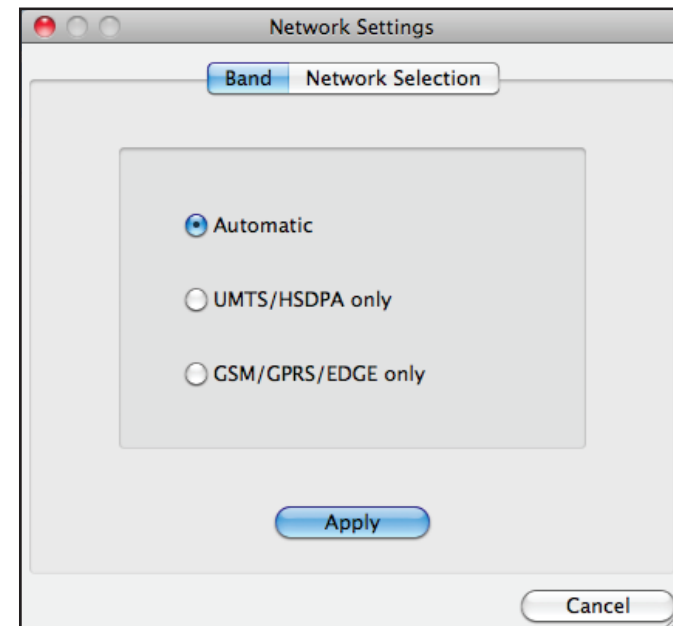 Network Settings
Band Network Selection
Automatic
UMTS/HSDPA only
GSM/GPRS/EDGE only
Apply
Cancel